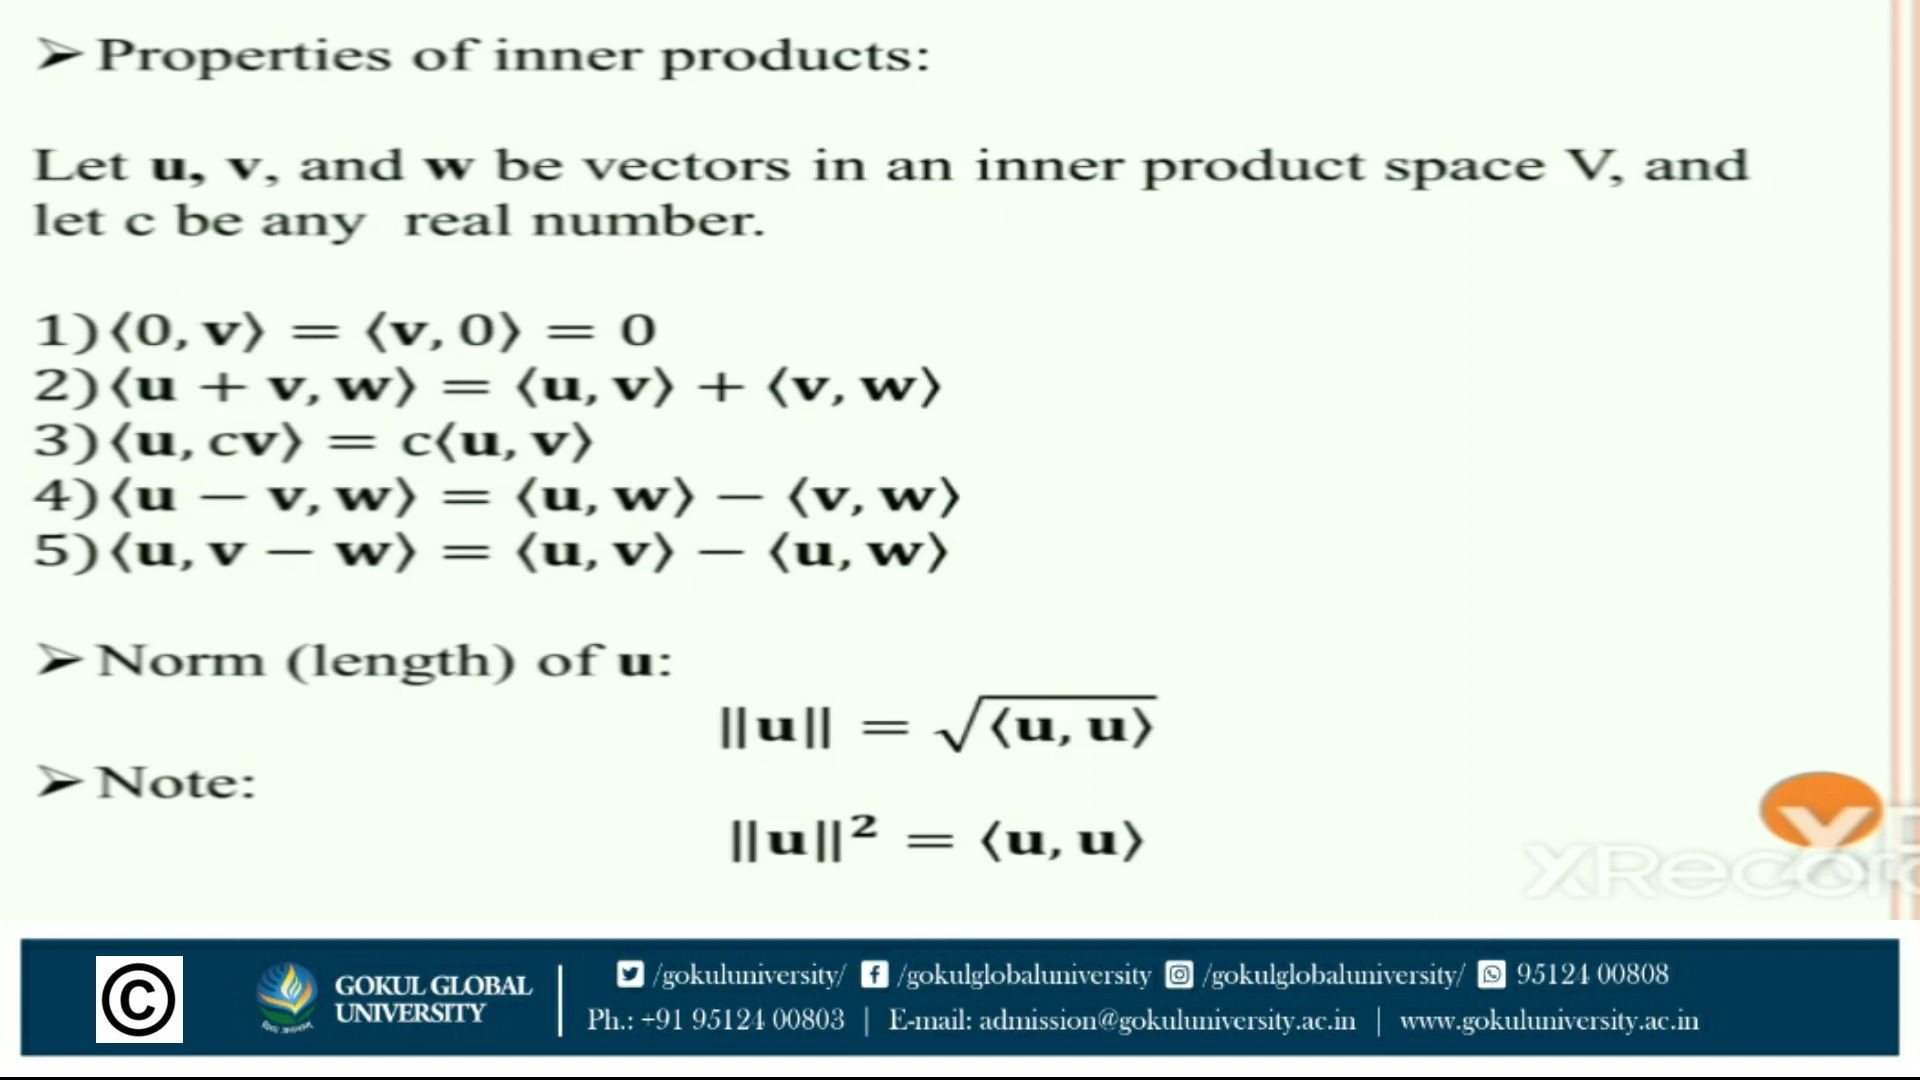 ➢Properties of inner products:
Let u, v, and w be vectors in an inner product space V, and
let c be any real number.
1)⟨0, v⟩ = ⟨v, 0⟩ = 0
2)⟨u + v, w⟩ = ⟨u, v⟩ + ⟨v, w⟩
3)⟨u, cv⟩ = c⟨u, v⟩
4)⟨u − v, w⟩ = ⟨u, w⟩ − ⟨v, w⟩
5)⟨u, v − w⟩ = ⟨u, v⟩ − ⟨u, w⟩
➢Norm (length) of u:
||u|| = √⟨u, u⟩
➢Note:
||u||² = ⟨u, u⟩
XRecor
©
GOKUL GLOBAL
UNIVERSITY
/gokuluniversity/ /gokulglobaluniversity /gokulglobaluniversity/ 95124 00808
Ph.: +91 95124 00803 | E-mail: admission@gokuluniversity.ac.in | www.gokuluniversity.ac.in